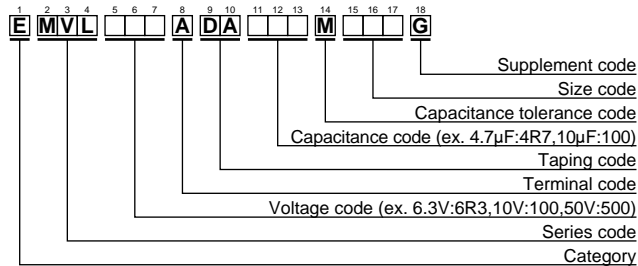 1 2 3 4 5 6 7 8 9 10 11 12 13 14 15 16 17 18
E M V L A D A M G
Supplement code
Size code
Capacitance tolerance code
Capacitance code (ex. 4.7µF:4R7,10µF:100)
Taping code
Terminal code
Voltage code (ex. 6.3V:6R3,10V:100,50V:500)
Series code
Category